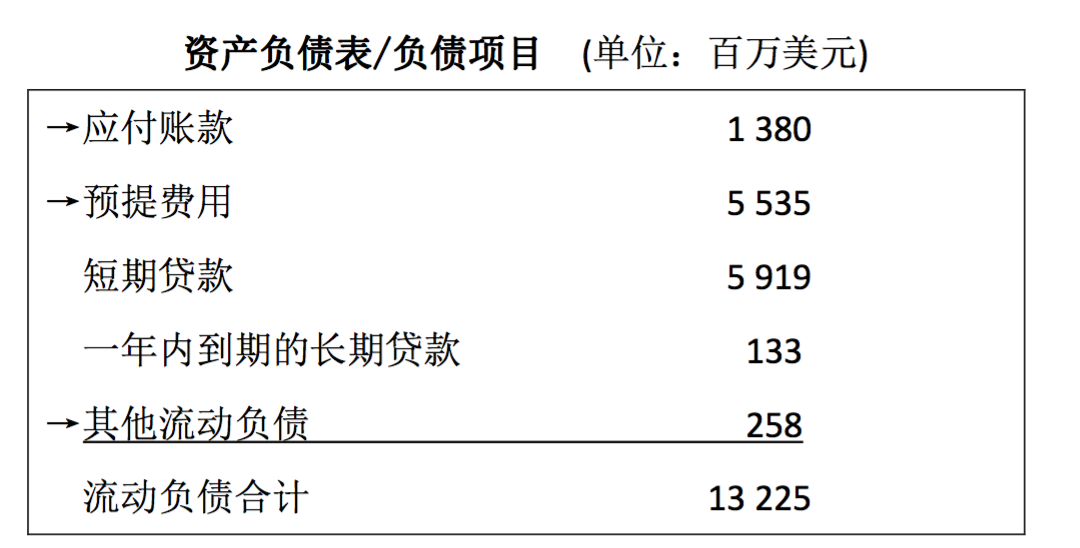 资产负债表/负债项目 (单位：百万美元)
→应付账款 1 380
→预提费用 5 535
短期贷款 5 919
一年内到期的长期贷款 133
→其他流动负债 258
流动负债合计 13 225